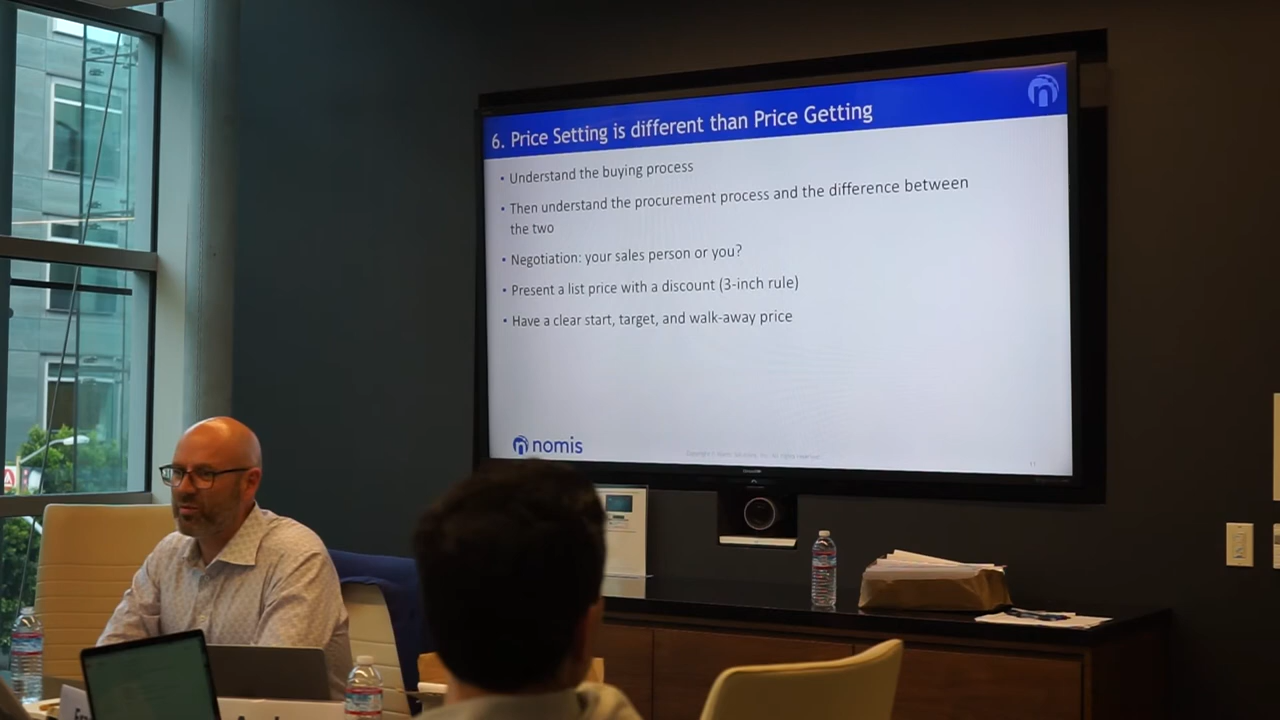 6. Price Setting is different than Price Getting
• Understand the buying process
• Then understand the procurement process and the difference between
the two
• Negotiation: your sales person or you?
• Present a list price with a discount (3-inch rule)
• Have a clear start, target, and walk-away price
n nomis
11